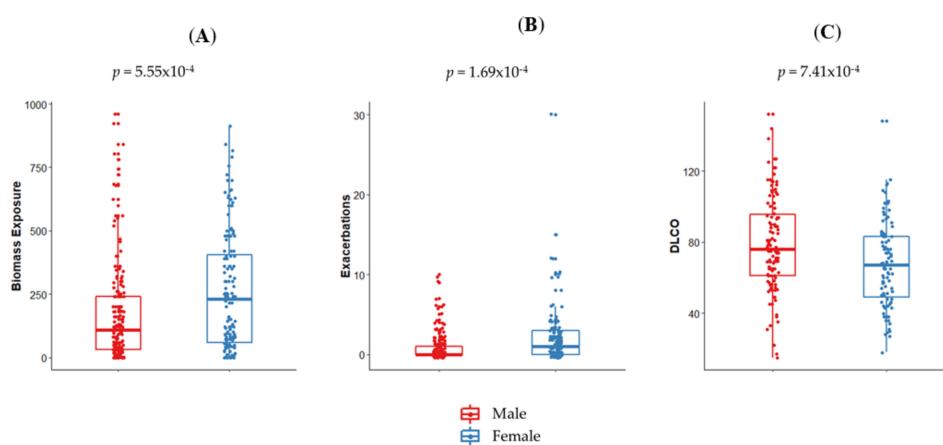 (A)
(B)
(C)
p = 5.55x10-4
p = 1.69x10-4
p = 7.41x10-4
Biomass Exposure
1000
750
500
250
0
Exacerbations
30
20
10
0
DLCO
120
80
40
Male
Female